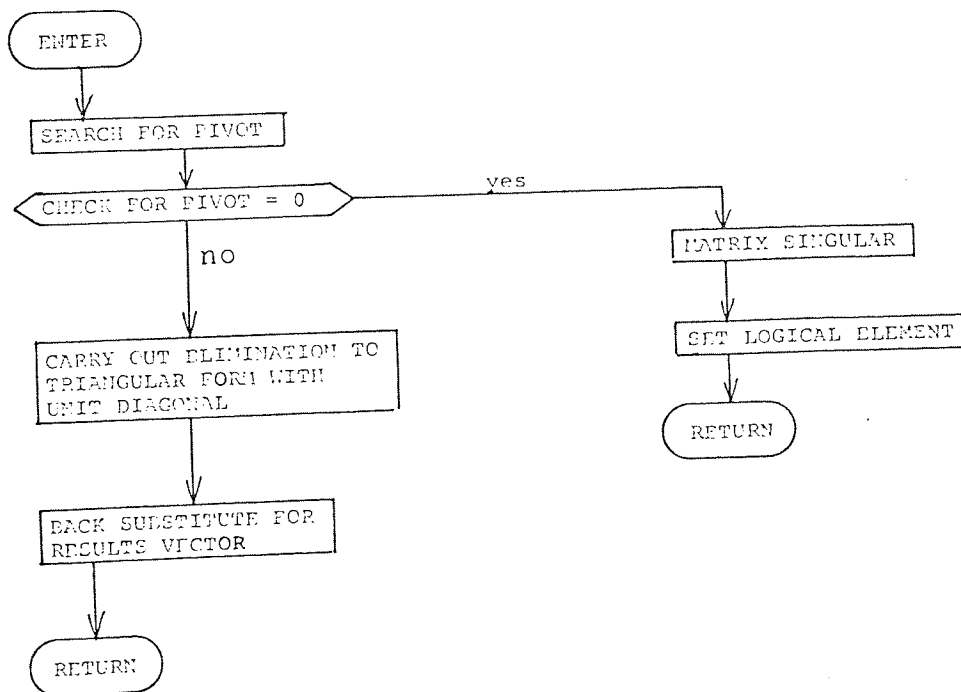 ENTER
SEARCH FOR PIVOT
CHECK FOR PIVOT = 0
yes
no
MATRIX SINGULAR
SET LOGICAL ELEMENT
RETURN
CARRY OUT ELIMINATION TO
TRIANGULAR FORM WITH
UNIT DIAGONAL
BACK SUBSTITUTE FOR
RESULTS VECTOR
RETURN